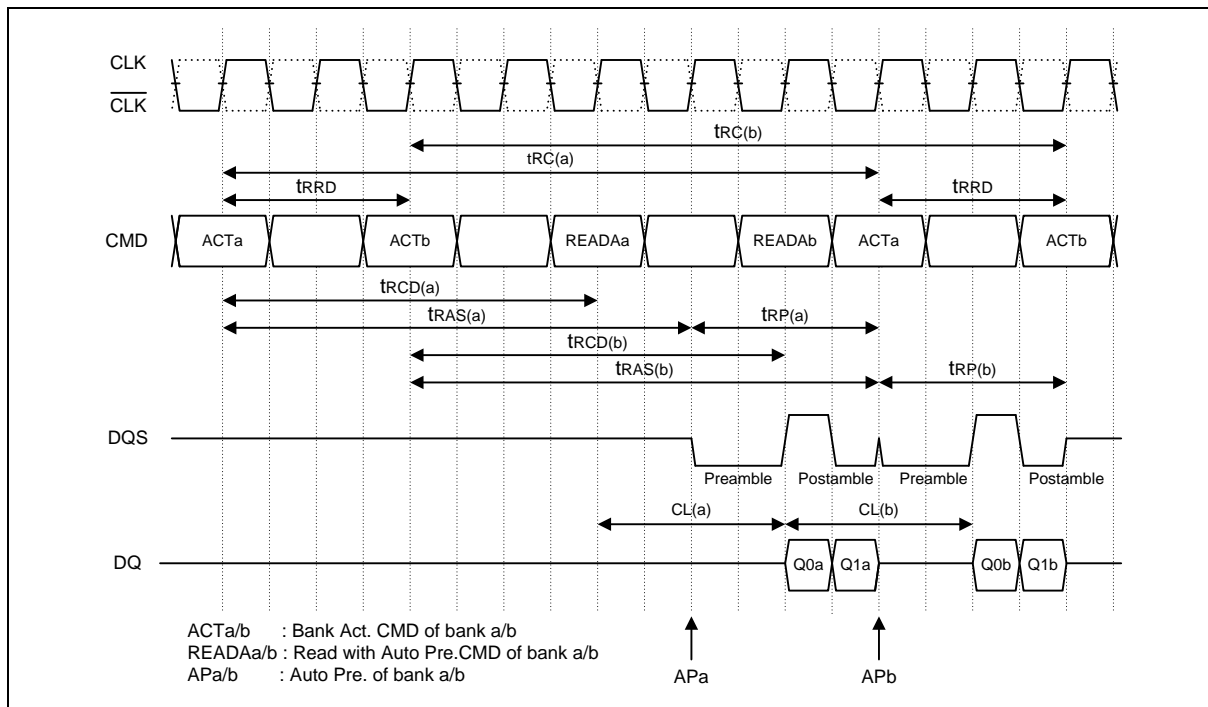 CLK
CLK
tRC(b)
tRC(a)
tRRD tRRD
CMD ACTa ACTb READAa READAb ACTa ACTb
tRCD(a)
tRAS(a) tRP(a)
tRCD(b)
tRAS(b) tRP(b)
DQS
Preamble Postamble Preamble Postamble
CL(a) CL(b)
DQ Q0a Q1a Q0b Q1b
ACTa/b : Bank Act. CMD of bank a/b
READAa/b : Read with Auto Pre.CMD of bank a/b
APa/b : Auto Pre. of bank a/b
APa APb